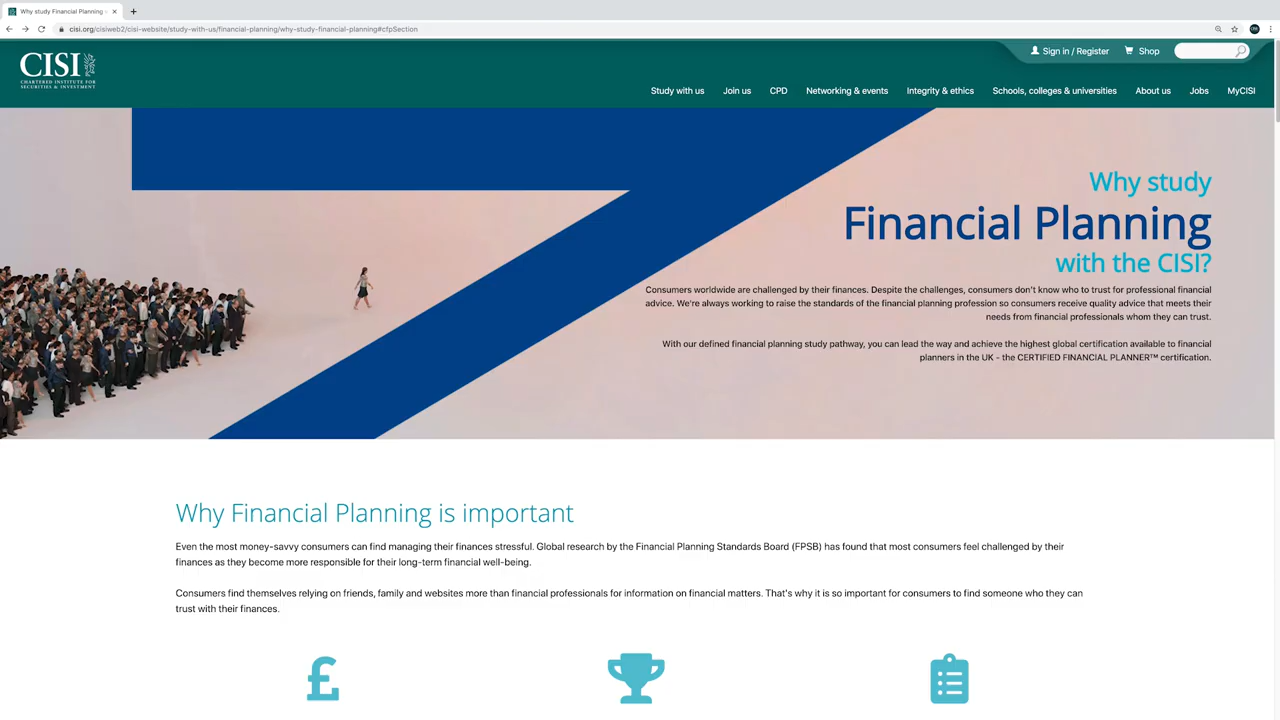 Why study Financial Planning -
cisi.org/cisiweb2/cisi-website/study-with-us/financial-planning/why-study-financial-planning#cfpSection
CISI
CHARTERED INSTITUTE FOR
SECURITIES & INVESTMENT
Sign in / Register
Shop
Study with us
Join us
CPD
Networking & events
Integrity & ethics
Schools, colleges & universities
About us
Jobs
MyCISI
Why study
Financial Planning
with the CISI?
Consumers worldwide are challenged by their finances. Despite the challenges, consumers don't know who to trust for professional financial
advice. We're always working to raise the standards of the financial planning profession so consumers receive quality advice that meets their
needs from financial professionals whom they can trust.
With our defined financial planning study pathway, you can lead the way and achieve the highest global certification available to financial
planners in the UK - the CERTIFIED FINANCIAL PLANNER™ certification.
Why Financial Planning is important
Even the most money-savvy consumers can find managing their finances stressful. Global research by the Financial Planning Standards Board (FPSB) has found that most consumers feel challenged by their
finances as they become more responsible for their long-term financial well-being.
Consumers find themselves relying on friends, family and websites more than financial professionals for information on financial matters. That's why it is so important for consumers to find someone who they can
trust with their finances.